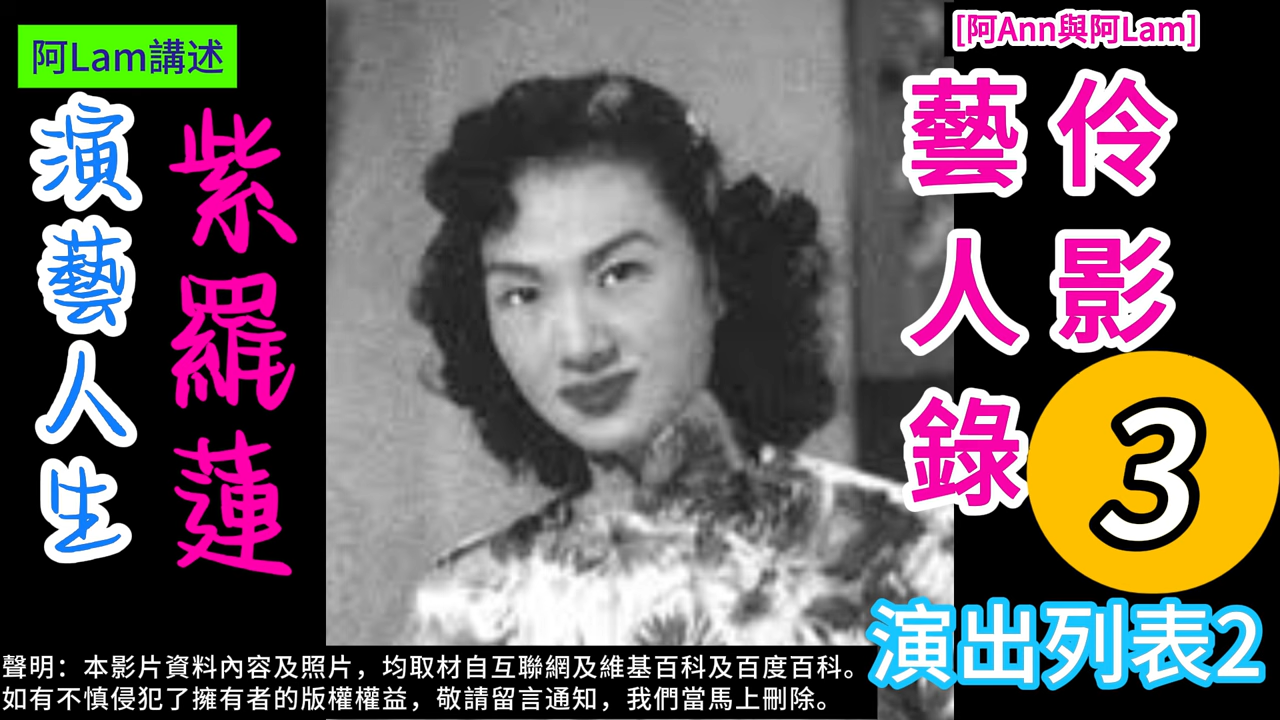 阿Lam講述
演藝人生
紫羅蓮
[阿Ann與阿Lam]
伶影
藝人錄
3
演出列表2
聲明：本影片資料內容及照片，均取材自互聯網及維基百科及百度百科。
如有不慎侵犯了擁有者的版權權益，敬請留言通知，我們當馬上刪除。